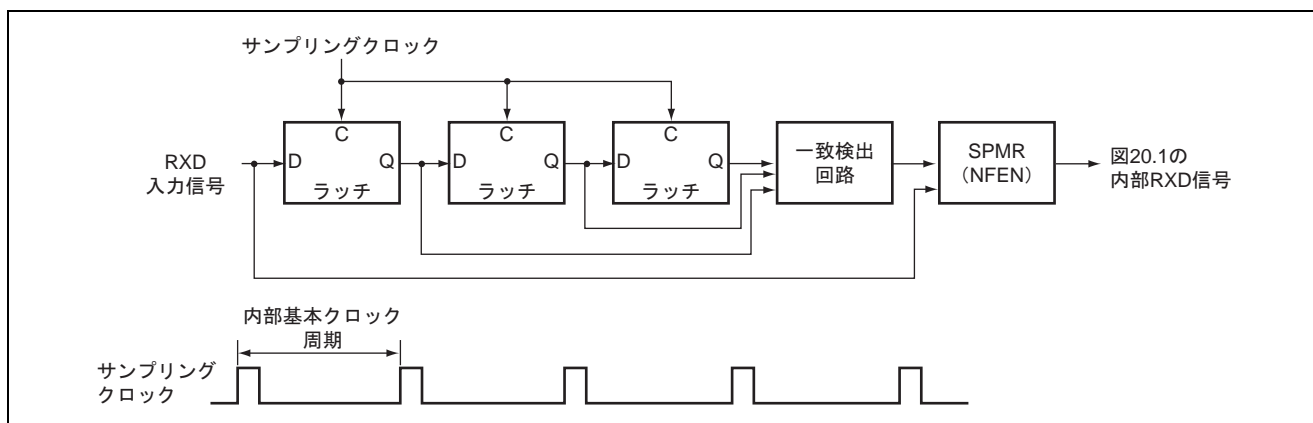 サンプリングクロック
C
C
C
RXD
入力信号
D
Q
ラッチ
D
Q
ラッチ
D
Q
ラッチ
一致検出
回路
SPMR
（NFEN）
図20.1の
内部RXD信号
内部基本クロック
周期
サンプリング
クロック